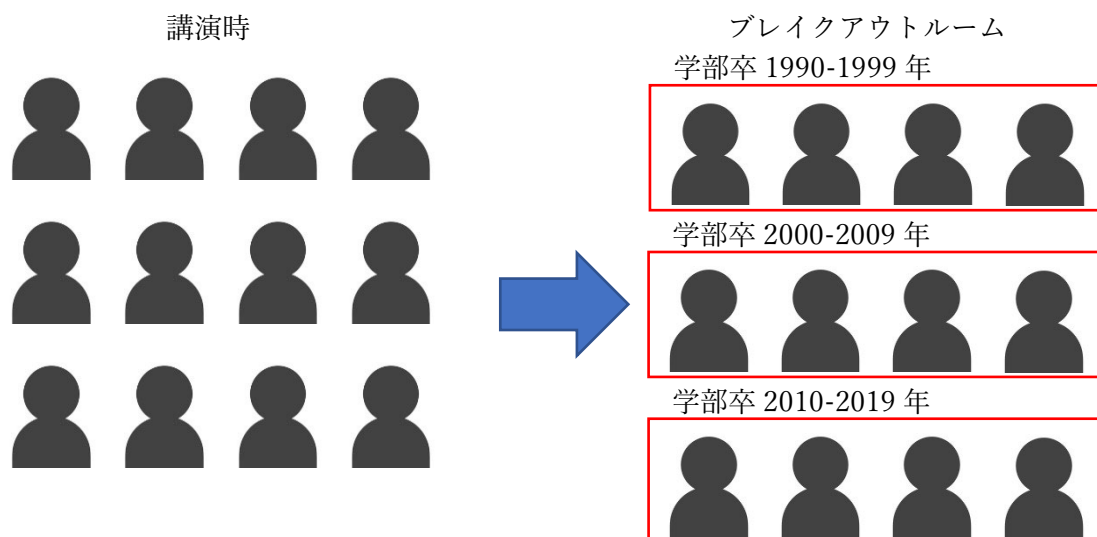 講演時
ブレイクアウトルーム
学部卒 1990-1999 年
学部卒 2000-2009 年
学部卒 2010-2019 年